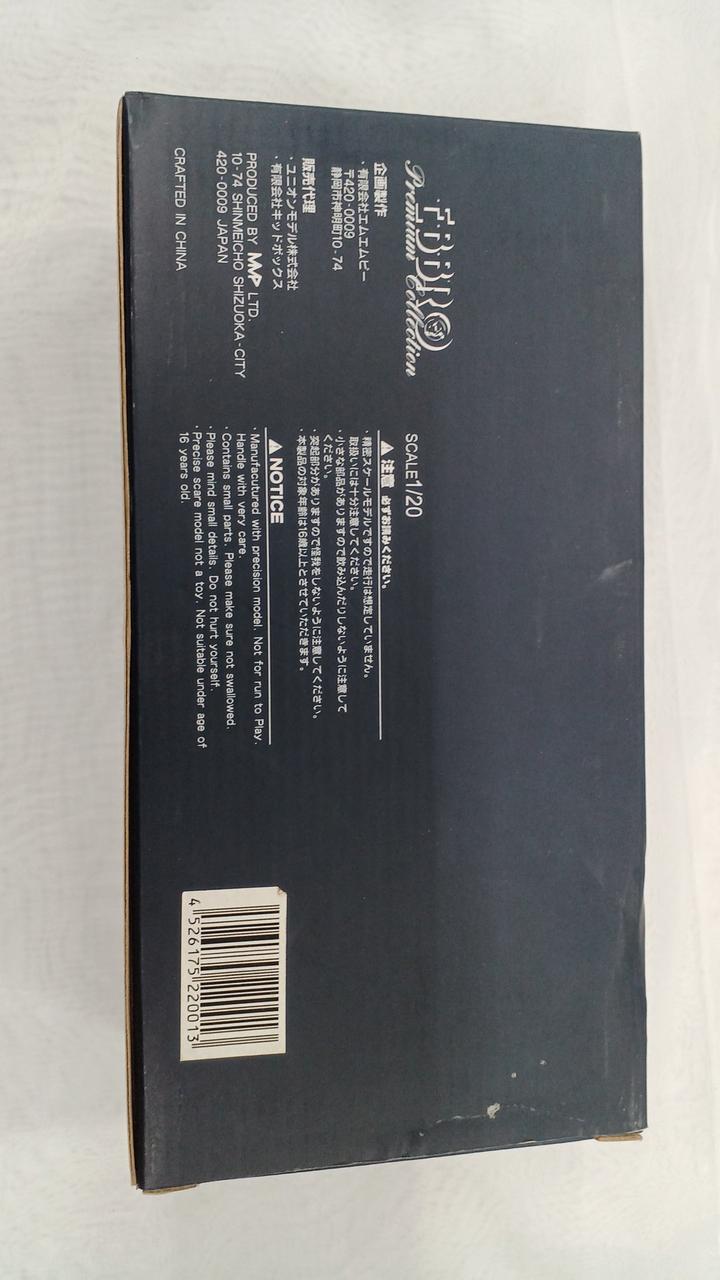 EBBRO
Premium Collection
企画製作
・有限会社エムエムピー
〒420-0009
静岡市神明町10-74
販売代理
・ユニオンモデル株式会社
・有限会社キッドボックス
PRODUCED BY MMP LTD.
10-74 SHINMEICHO SHIZUOKA-CITY
420-0009 JAPAN
CRAFTED IN CHINA
SCALE1/20
注意 必ずお読みください。
・精密スケールモデルですので走行は想定していません。
取扱いには十分注意してください。
・小さな部品がありますので飲み込んだりしないように注意して
ください。
・突起部分がありますので怪我をしないように注意してください。
・本製品の対象年齢は16歳以上とさせていただきます。
NOTICE
・Manufacutured with precision model. Not for run to Play.
Handle with very care.
・Contains small parts. Please make sure not swallowed.
・Please mind small details. Do not hurt yourself.
・Precise scare model not a toy. Not suitable under age of
16 years old.
4 526175 220013